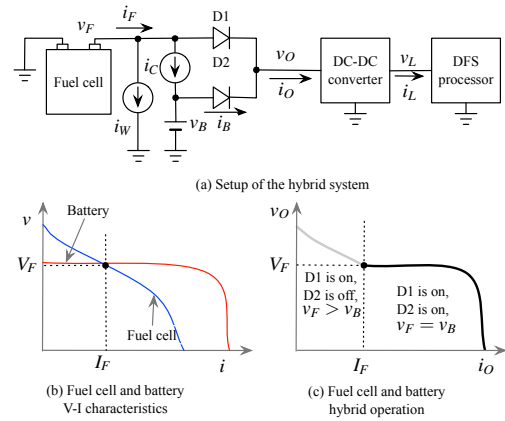 v_F
i_F
D1
D2
i_C
v_O
i_O
DC-DC
converter
v_L
i_L
DFS
processor
Fuel cell
i_W
v_B
i_B
(a) Setup of the hybrid system
v
Battery
V_F
Fuel cell
I_F
i
(b) Fuel cell and battery
V-I characteristics
v_O
V_F
D1 is on,
D2 is off,
v_F > v_B
D1 is on,
D2 is on,
v_F = v_B
I_F
i_O
(c) Fuel cell and battery
hybrid operation